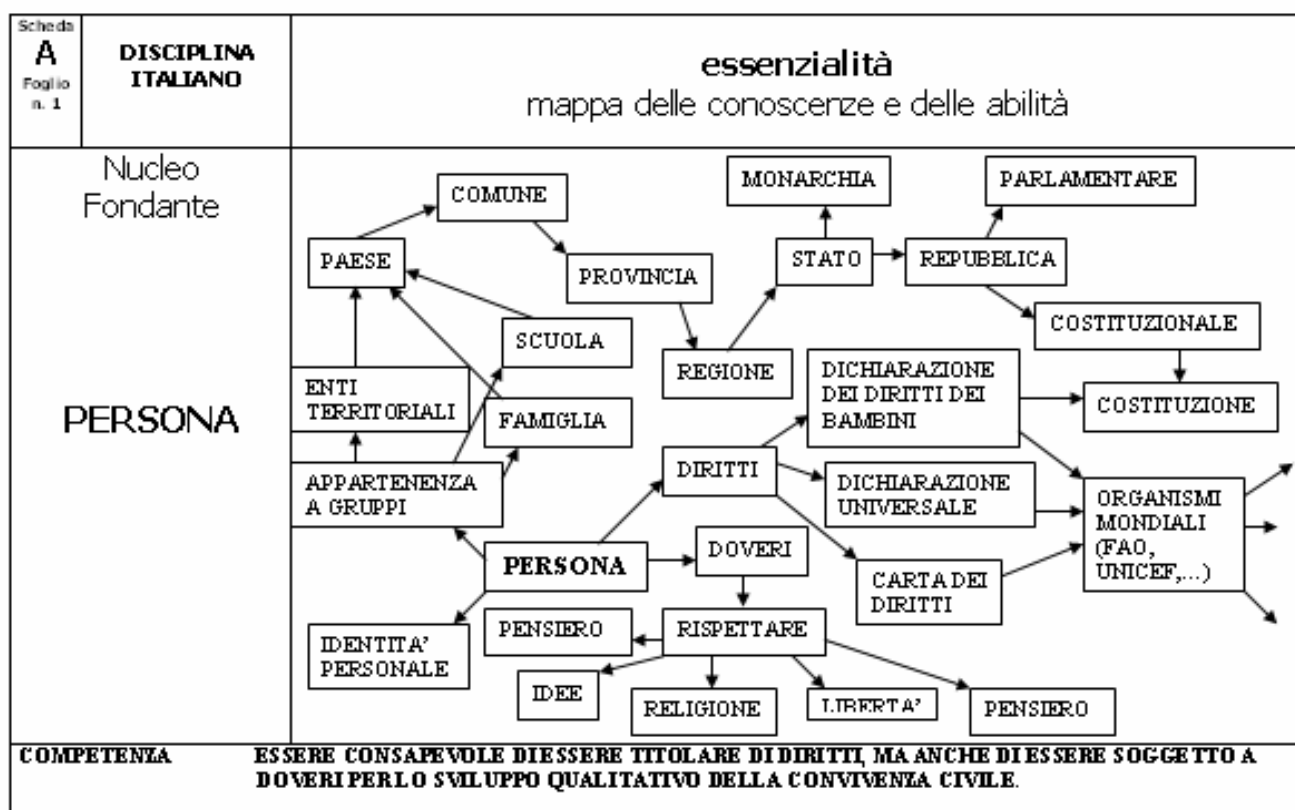 Scheda
A
Foglio
n. 1
DISCIPLINA
ITALIANO
essenzialità
mappa delle conoscenze e delle abilità
Nucleo
Fondante
PERSONA
COMUNE
MONARCHIA
PARLAMENTARE
PAESE
PROVINCIA
STATO
REPUBBLICA
SCUOLA
COSTITUZIONALE
REGIONE
DICHIARAZIONE
DEI DIRITTI DEI
BAMBINI
ENTI
TERRITORIALI
FAMIGLIA
COSTITUZIONE
APPARTENENZA
A GRUPPI
DIRITTI
DICHIARAZIONE
UNIVERSALE
ORGANISMI
MONDIALI
(FAO,
UNICEF,...)
PERSONA
DOVERI
CARTA DEI
DIRITTI
IDENTITA'
PERSONALE
PENSIERO
RISPETTARE
IDEE
RELIGIONE
LIBERTA'
PENSIERO
COMPETENZA ESSERE CONSAPEVOLE DI ESSERE TITOLARE DI DIRITTI, MA ANCHE DI ESSERE SOGGETTO A
DOVERI PER LO SVILUPPO QUALITATIVO DELLA CONVIVENZA CIVILE.